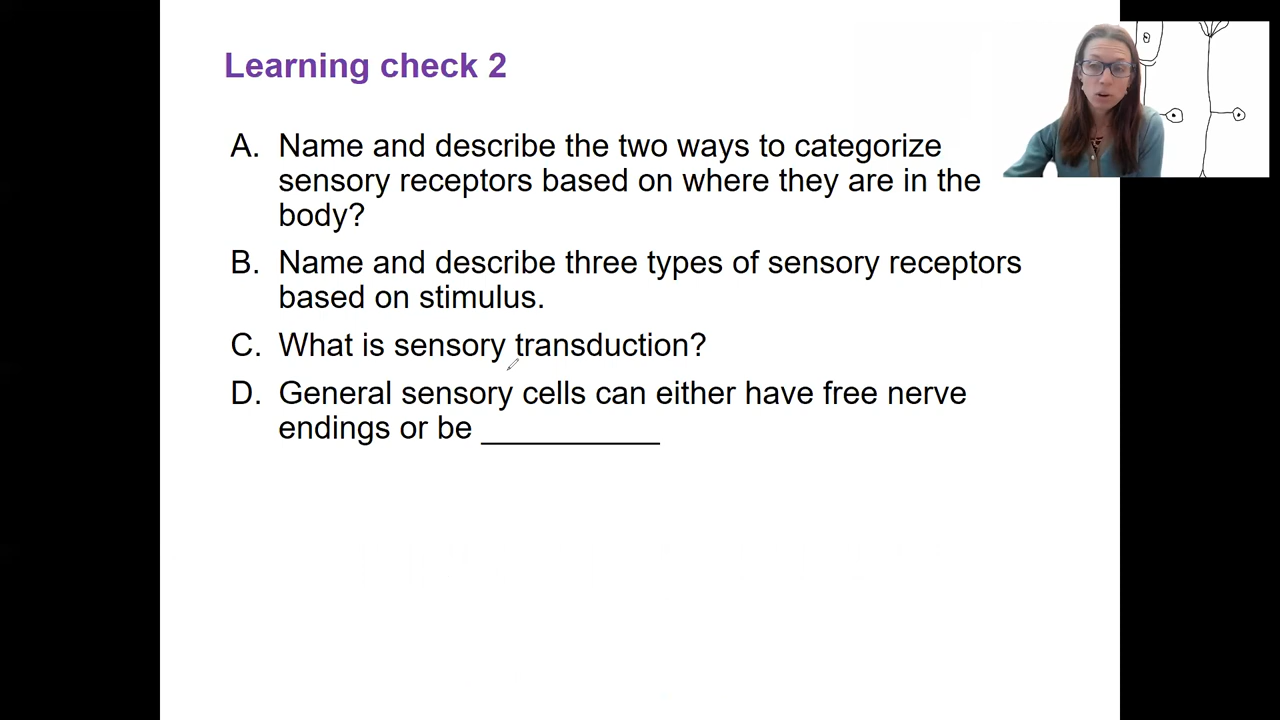 Learning check 2
A. Name and describe the two ways to categorize
sensory receptors based on where they are in the
body?
B. Name and describe three types of sensory receptors
based on stimulus.
C. What is sensory transduction?
D. General sensory cells can either have free nerve
endings or be ___________